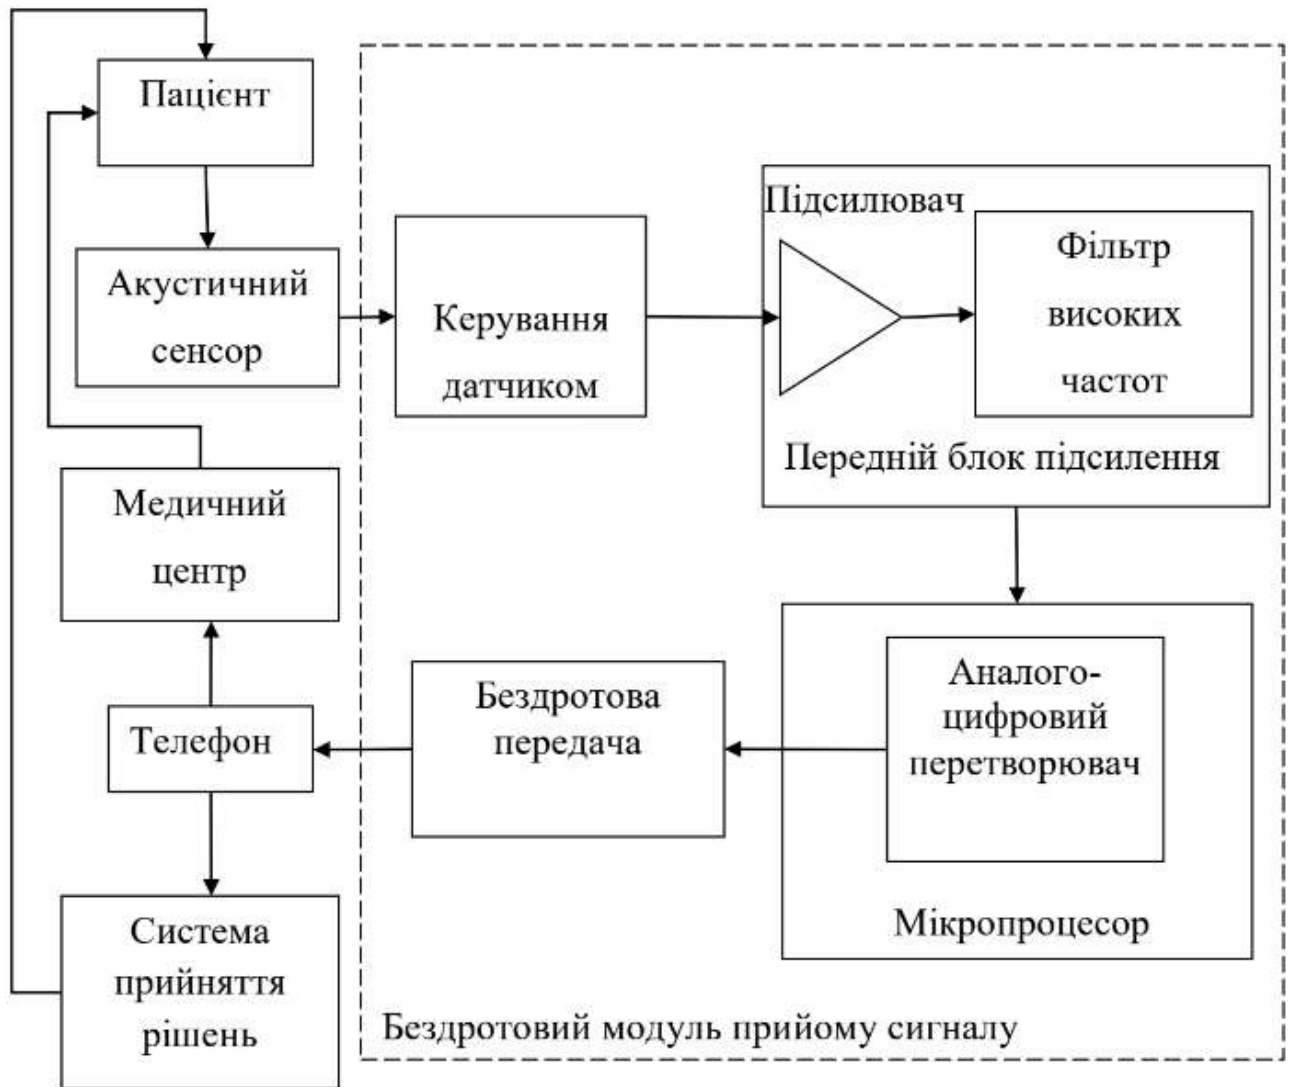 Пацієнт
Акустичний
сенсор
Керування
датчиком
Підсилювач
Фільтр
високих
частот
Передній блок підсилення
Медичний
центр
Телефон
Бездротова
передача
Аналого-
цифровий
перетворювач
Мікропроцесор
Система
прийняття
рішень
Бездротовий модуль прийому сигналу